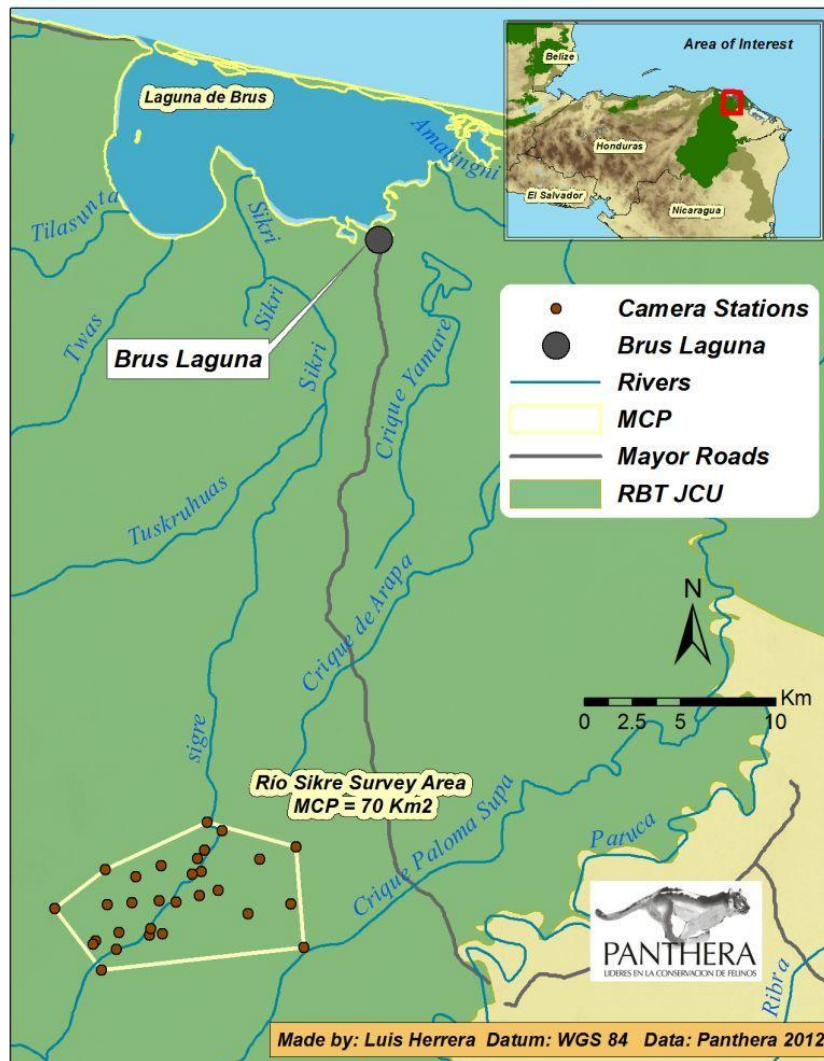 Laguna de Brus
Area of Interest
Belize
Honduras
El Salvador
Nicaragua
Amatingni
Tilasunta
Sikri
Twas
Sikri
Sikri
Brus Laguna
Crique Yamare
Camera Stations
Brus Laguna
Rivers
MCP
Mayor Roads
RBT JCU
Tuskruhuas
Crique de Arapa
N
Km
0 2.5 5 10
sigre
Río Sikre Survey Area
MCP = 70 Km2
Crique Paloma Supa
Patuca
PANTHERA
LIDERES EN LA CONSERVACION DE FELINOS
Ribra
Made by: Luis Herrera Datum: WGS 84 Data: Panthera 2012